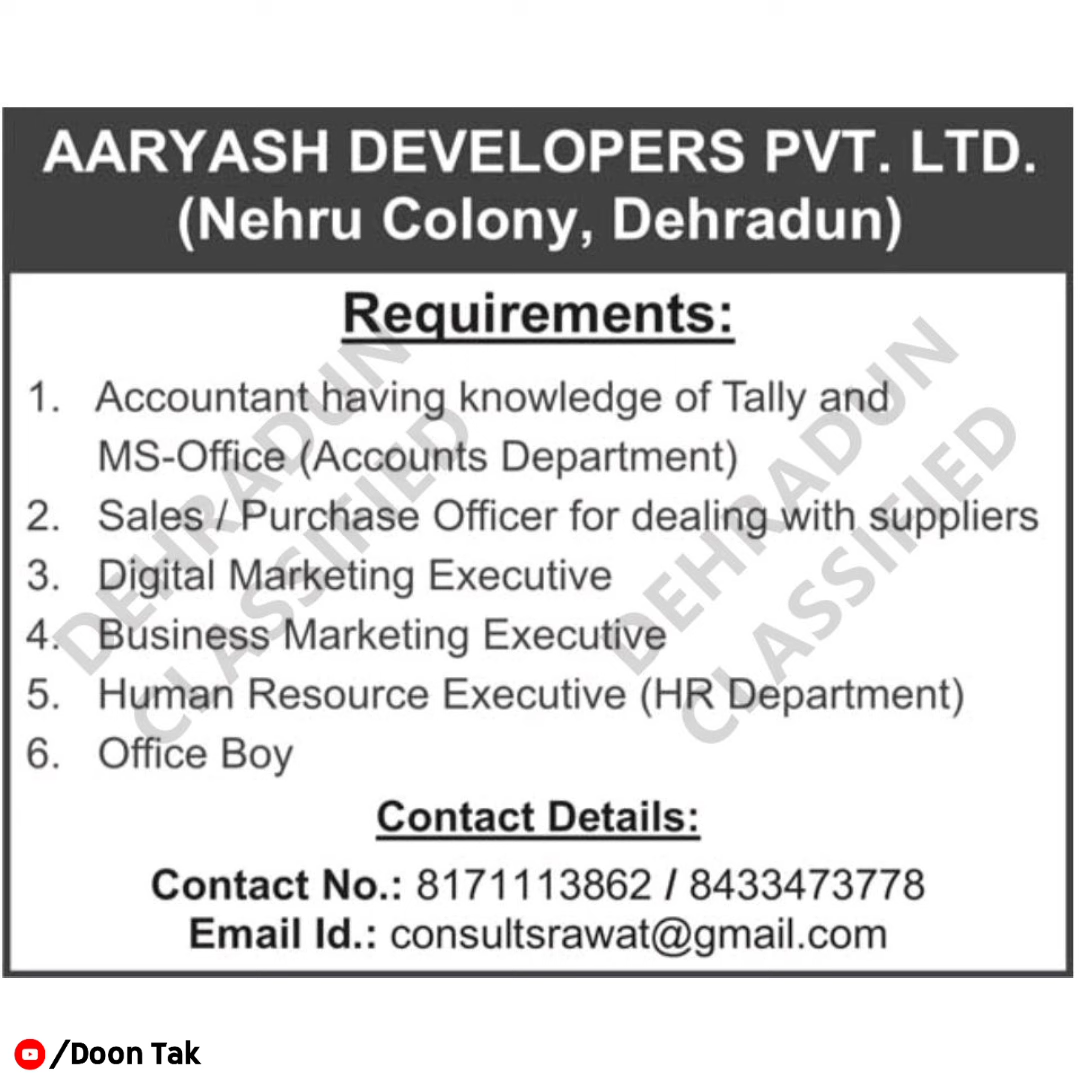 AARYASH DEVELOPERS PVT. LTD.
(Nehru Colony, Dehradun)
Requirements:
1. Accountant having knowledge of Tally and
MS-Office (Accounts Department)
2. Sales / Purchase Officer for dealing with suppliers
3. Digital Marketing Executive
4. Business Marketing Executive
5. Human Resource Executive (HR Department)
6. Office Boy
Contact Details:
Contact No.: 8171113862 / 8433473778
Email Id.: consultsrawat@gmail.com
DEHRADUN
CLASSIFIED
DEHRADUN
CLASSIFIED
/Doon Tak